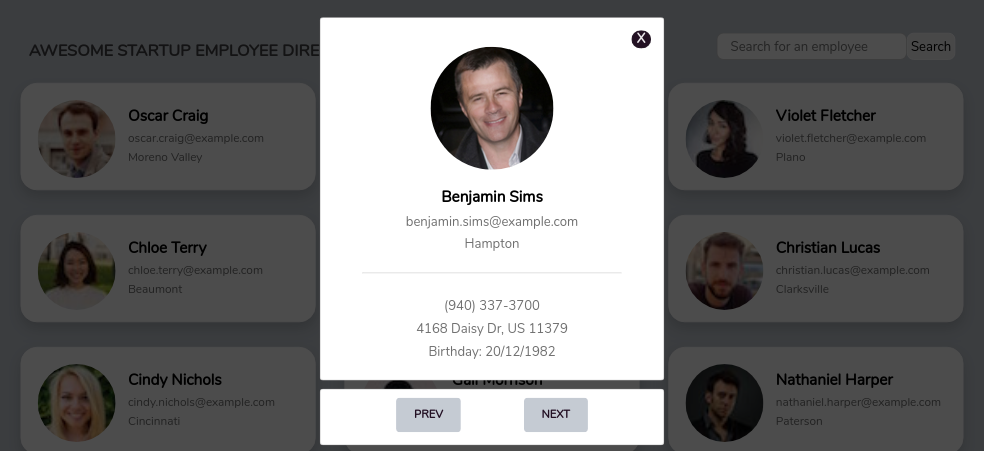 AWESOME STARTUP EMPLOYEE DIRE
Search for an employee
Search
X
Benjamin Sims
benjamin.sims@example.com
Hampton
(940) 337-3700
4168 Daisy Dr, US 11379
Birthday: 20/12/1982
PREV
NEXT
Oscar Craig
oscar.craig@example.com
Moreno Valley
Violet Fletcher
violet.fletcher@example.com
Plano
Chloe Terry
chloe.terry@example.com
Beaumont
Christian Lucas
christian.lucas@example.com
Clarksville
Cindy Nichols
cindy.nichols@example.com
Cincinnati
Gail Morrison
Nathaniel Harper
nathaniel.harper@example.com
Paterson